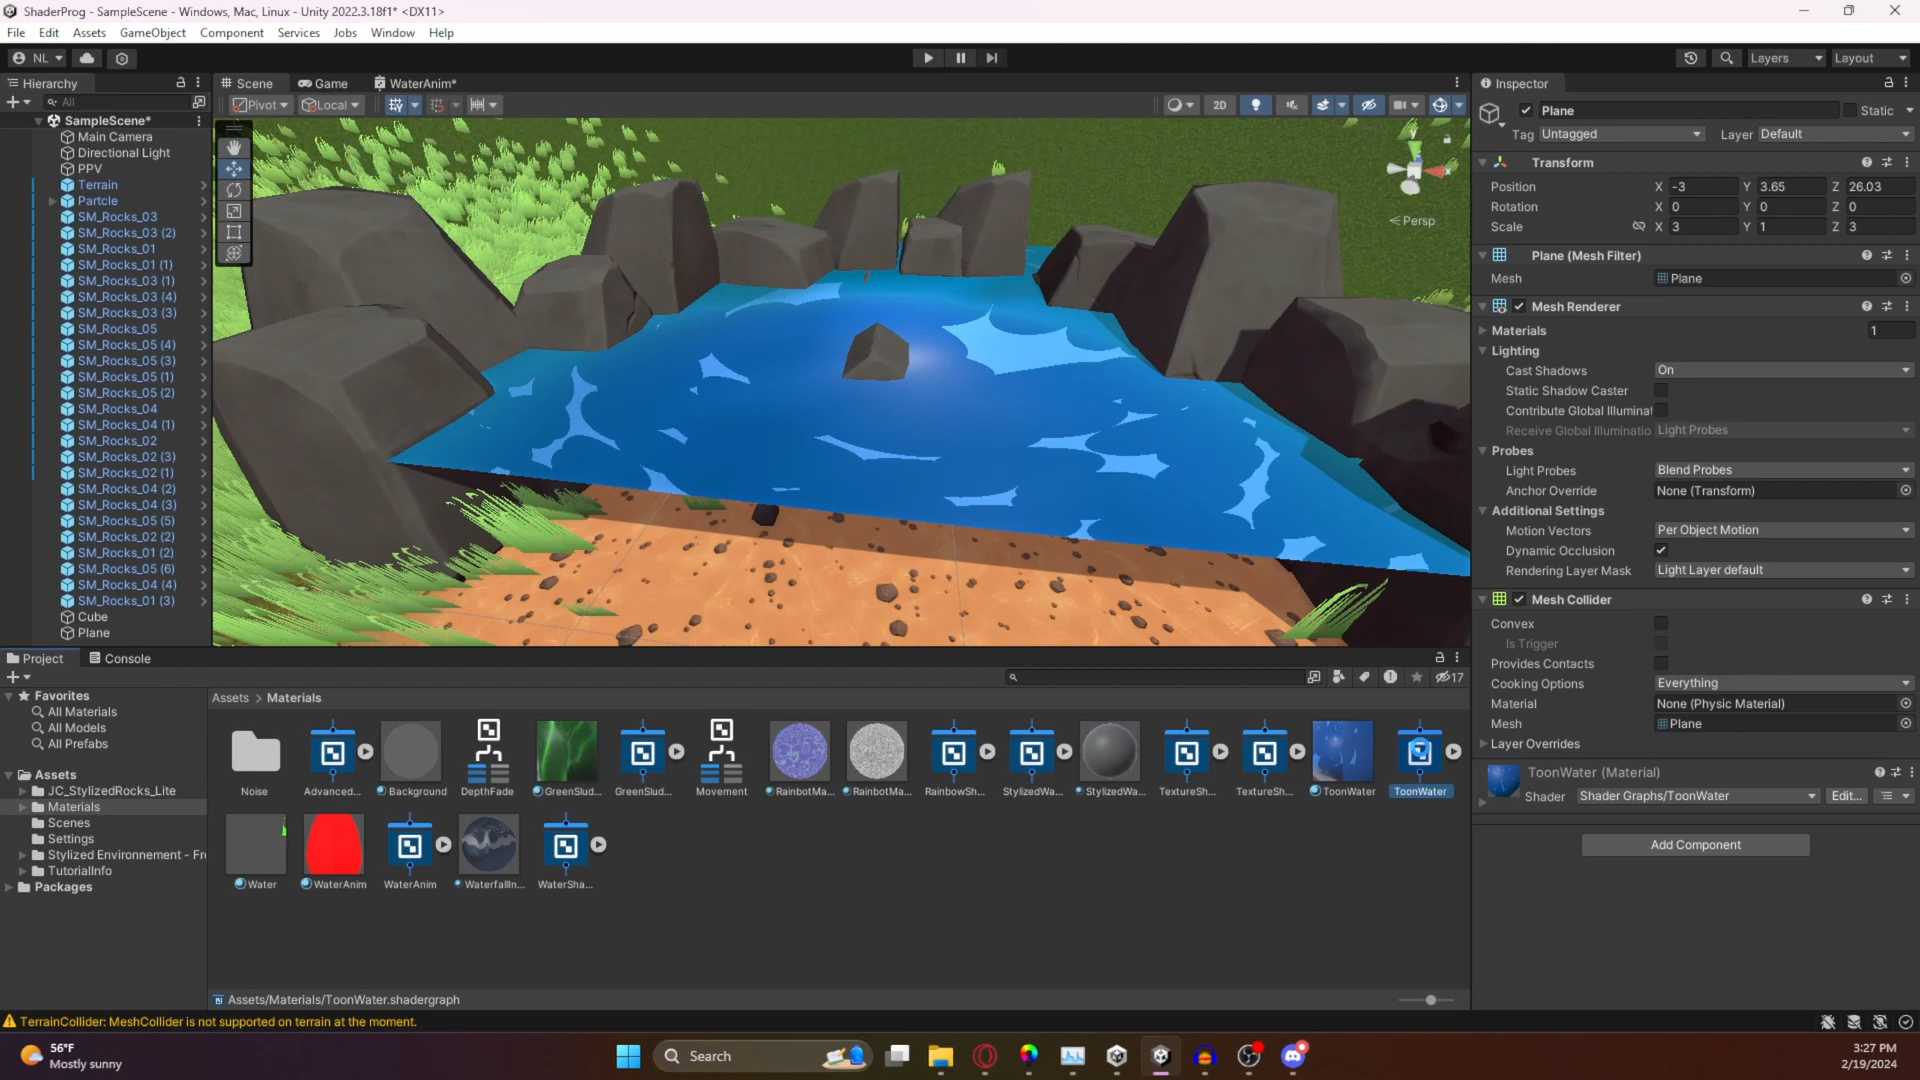 ShaderProg - SampleScene - Windows, Mac, Linux - Unity 2022.3.18f1* <DX11>
File Edit Assets GameObject Component Services Jobs Window Help
NL Layers Layout
Hierarchy Scene Game WaterAnim* Inspector
All Pivot Local 2D Plane Static
SampleScene*
Main Camera Tag Untagged Layer Default
Directional Light
PPV Transform
Terrain Position X -3 Y 3.65 Z 26.03
Partcle Rotation X 0 Y 0 Z 0
SM_Rocks_03 Scale X 3 Y 1 Z 3
y
x
Persp
SM_Rocks_03 (2)
SM_Rocks_01 Plane (Mesh Filter)
SM_Rocks_01 (1)
SM_Rocks_03 (1) Mesh Plane
SM_Rocks_03 (4) Mesh Renderer
SM_Rocks_03 (3)
SM_Rocks_05 Materials 1
SM_Rocks_05 (4) Lighting
SM_Rocks_05 (3) Cast Shadows On
SM_Rocks_05 (1) Static Shadow Caster
SM_Rocks_05 (2)
SM_Rocks_04 Contribute Global Illuminat
SM_Rocks_04 (1) Receive Global Illuminatio Light Probes
SM_Rocks_02 Probes
SM_Rocks_02 (3) Light Probes Blend Probes
SM_Rocks_02 (1)
SM_Rocks_04 (2) Anchor Override None (Transform)
SM_Rocks_04 (3) Additional Settings
SM_Rocks_05 (5) Motion Vectors Per Object Motion
SM_Rocks_02 (2) Dynamic Occlusion
SM_Rocks_01 (2)
SM_Rocks_05 (6) Rendering Layer Mask Light Layer default
SM_Rocks_04 (4)
SM_Rocks_01 (3) Mesh Collider
Cube Convex
Plane Is Trigger
Project Console Provides Contacts
17
Cooking Options Everything
Favorites Assets > Materials Material None (Physic Material)
All Materials Mesh Plane
All Models Layer Overrides
All Prefabs
Assets ToonWater (Material)
JC_StylizedRocks_Lite Shader Shader Graphs/ToonWater Edit...
Noise Advanced... Background DepthFade GreenSlud... GreenSlud... Movement RainbotMa... RainbotMa... RainbowSh... StylizedWa... StylizedWa... TextureSh... TextureSh... ToonWater ToonWater
Materials
Scenes
Settings Add Component
Stylized Environnement - Fr
TutorialInfo
Packages Water WaterAnim WaterAnim WaterfallIn... WaterSha...
Assets/Materials/ToonWater.shadergraph
TerrainCollider: MeshCollider is not supported on terrain at the moment.
56°F
Mostly sunny
Search
3:27 PM
2/19/2024